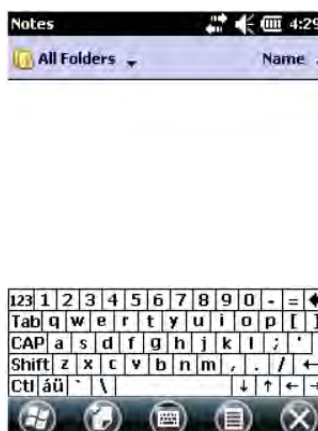 Notes 4:29
All Folders Name
123 1 2 3 4 5 6 7 8 9 0 - =
Tab q w e r t y u i o p [ ]
CAP a s d f g h j k l ; '
Shift z x c v b n m , . / ←
Ctl áü ` \ ↓ ↑ ← →